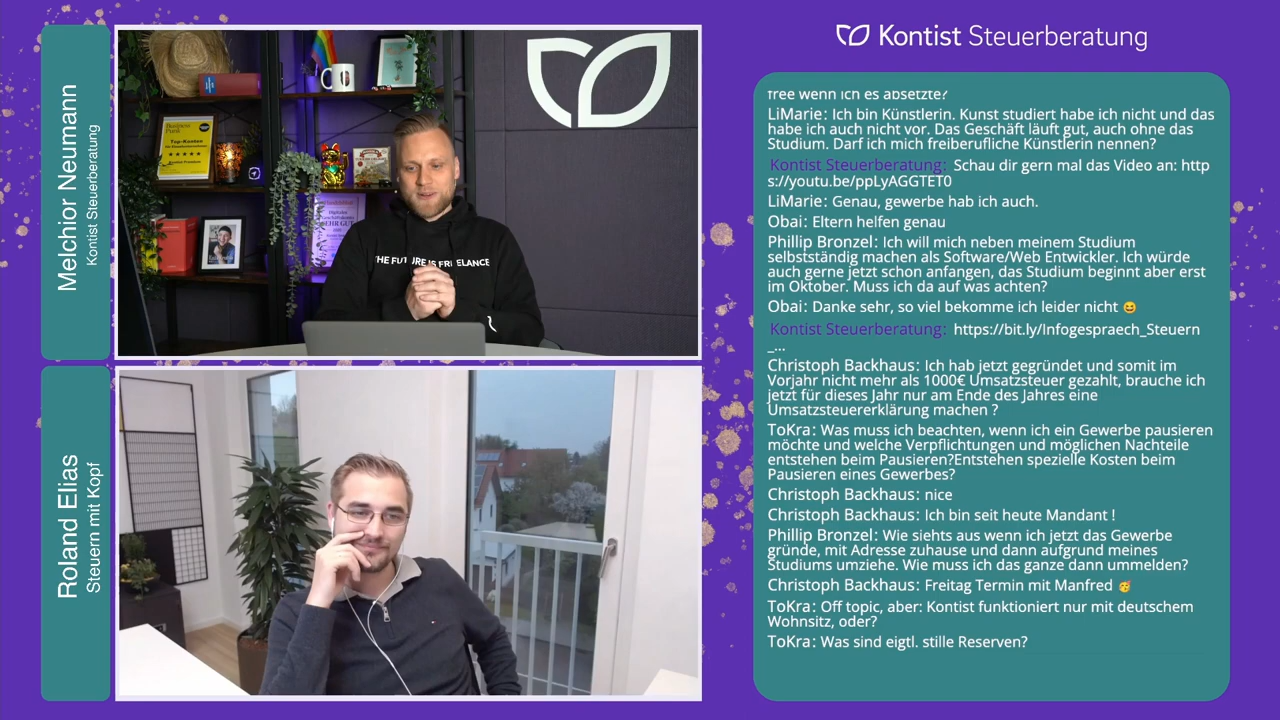 Melchior Neumann
Kontist Steuerberatung
Business
Punk
Top-Konten
SEHR GUT
THE FUTURE IS FREELANCE
Roland Elias
Steuern mit Kopf
Kontist Steuerberatung
free wenn ich es absetzte?
LiMarie: Ich bin Künstlerin. Kunst studiert habe ich nicht und das
habe ich auch nicht vor. Das Geschäft läuft gut, auch ohne das
Studium. Darf ich mich freiberufliche Künstlerin nennen?
Kontist Steuerberatung: Schau dir gern mal das Video an: http
s://youtu.be/ppLyAGGTET0
LiMarie: Genau, gewerbe hab ich auch.
Obai: Eltern helfen genau
Phillip Bronzel: Ich will mich neben meinem Studium
selbstständig machen als Software/Web Entwickler. Ich würde
auch gerne jetzt schon anfangen, das Studium beginnt aber erst
im Oktober. Muss ich da auf was achten?
Obai: Danke sehr, so viel bekomme ich leider nicht 😆
Kontist Steuerberatung: https://bit.ly/Infogespraech_Steuern
_...
Christoph Backhaus: Ich hab jetzt gegründet und somit im
Vorjahr nicht mehr als 1000€ Umsatzsteuer gezahlt, brauche ich
jetzt für dieses Jahr nur am Ende des Jahres eine
Umsatzsteuererklärung machen ?
ToKra: Was muss ich beachten, wenn ich ein Gewerbe pausieren
möchte und welche Verpflichtungen und möglichen Nachteile
entstehen beim Pausieren?Entstehen spezielle Kosten beim
Pausieren eines Gewerbes?
Christoph Backhaus: nice
Christoph Backhaus: Ich bin seit heute Mandant !
Phillip Bronzel: Wie siehts aus wenn ich jetzt das Gewerbe
gründe, mit Adresse zuhause und dann aufgrund meines
Studiums umziehe. Wie muss ich das ganze dann ummelden?
Christoph Backhaus: Freitag Termin mit Manfred 🥳
ToKra: Off topic, aber: Kontist funktioniert nur mit deutschem
Wohnsitz, oder?
ToKra: Was sind eigtl. stille Reserven?